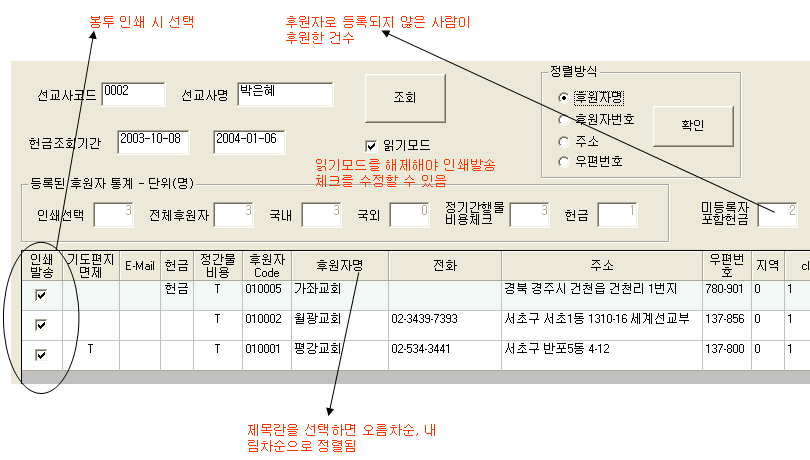 봉투 인쇄 시 선택
후원자로 등록되지 않은 사람이
후원한 건수
선교사코드 0002 선교사명 박은혜 조회
헌금조회기간 2003-10-08 2004-01-06 읽기모드
정렬방식
후원자명
후원자번호
주소
우편번호
확인
읽기모드를 해제해야 인쇄발송
체크를 수정할 수 있음
등록된 후원자 통계 - 단위(명)
인쇄선택 3 전체후원자 3 국내 3 국외 0 정기간행물
비용체크 3 헌금 1
미등록자
포함헌금 2
인쇄
발송 기도편지
면제 E-Mail 헌금 정간물
비용 후원자
Code 후원자명 전화 주소 우편번
호 지역 cl
헌금 T 010005 가좌교회 경북 경주시 건천읍 건천리 1번지 780-901 0 1
T 010002 월광교회 02-3439-7393 서초구 서초1동 1310-16 세계선교부 137-856 0 1
T T 010001 평강교회 02-534-3441 서초구 반포5동 4-12 137-800 0 1
제목란을 선택하면 오름차순, 내
림차순으로 정렬됨